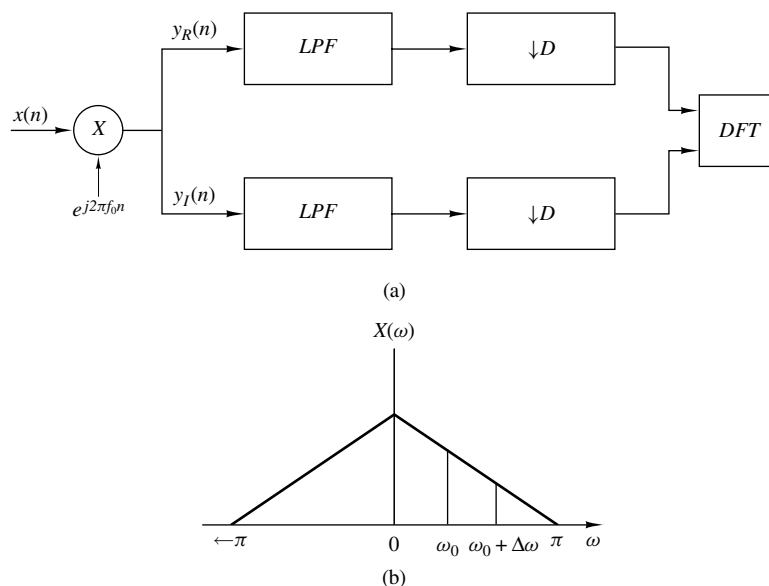 y_R(n)
LPF
↓D
x(n)
X
DFT
y_I(n)
LPF
↓D
e^{j2πf_0n}
(a)
X(ω)
←π
0
ω_0
ω_0 + Δω
π
ω
(b)